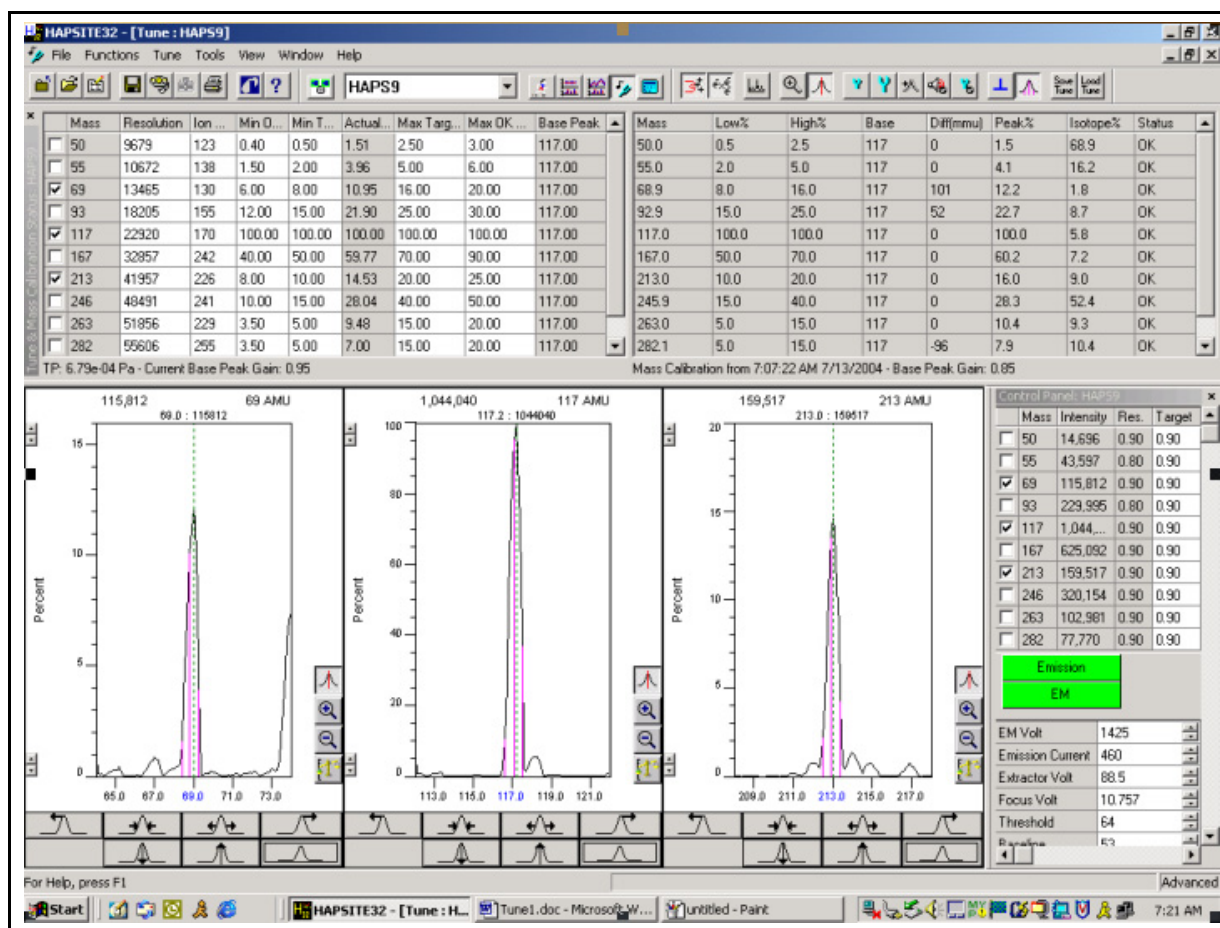 HAPSITE32 - [Tune : HAPS9]
File Functions Tune Tools View Window Help
HAPS9 Save Tune Load Tune
Mass Resolution Ion ... Min O... Min T... Actual... Max Targ... Max OK ... Base Peak
50 9679 123 0.40 0.50 1.51 2.50 3.00 117.00
55 10672 138 1.50 2.00 3.96 5.00 6.00 117.00
69 13465 130 6.00 8.00 10.95 16.00 20.00 117.00
93 18205 155 12.00 15.00 21.90 25.00 30.00 117.00
117 22920 170 100.00 100.00 100.00 100.00 100.00 117.00
167 32857 242 40.00 50.00 59.77 70.00 90.00 117.00
213 41957 226 8.00 10.00 14.53 20.00 25.00 117.00
246 48491 241 10.00 15.00 28.04 40.00 50.00 117.00
263 51856 229 3.50 5.00 9.48 15.00 20.00 117.00
282 55606 255 3.50 5.00 7.00 15.00 20.00 117.00
TP: 6.79e-04 Pa - Current Base Peak Gain: 0.95
Tune & Mass Calibration Status: HAPS9
Mass Low% High% Base Diff(mmu) Peak% Isotope% Status
50.0 0.5 2.5 117 0 1.5 68.9 OK
55.0 2.0 5.0 117 0 4.1 16.2 OK
68.9 8.0 16.0 117 101 12.2 1.8 OK
92.9 15.0 25.0 117 52 22.7 8.7 OK
117.0 100.0 100.0 117 0 100.0 5.8 OK
167.0 50.0 70.0 117 0 60.2 7.2 OK
213.0 10.0 20.0 117 0 16.0 9.0 OK
245.9 15.0 40.0 117 0 28.3 52.4 OK
263.0 5.0 15.0 117 0 10.4 9.3 OK
282.1 5.0 15.0 117 -96 7.9 10.4 OK
Mass Calibration from 7:07:22 AM 7/13/2004 - Base Peak Gain: 0.85
115,812 69 AMU
69.0 : 115812
15
10
5
0
Percent
65.0 67.0 69.0 71.0 73.0
1,044,040 117 AMU
117.2 : 1044040
100
80
60
40
20
0
Percent
113.0 115.0 117.0 119.0 121.0
159,517 213 AMU
213.0 : 159517
20
15
10
5
0
Percent
209.0 211.0 213.0 215.0 217.0
Control Panel: HAPS9
Mass Intensity Res. Target
50 14,696 0.90 0.90
55 43,597 0.80 0.90
69 115,812 0.90 0.90
93 229,995 0.80 0.90
117 1,044,... 0.90 0.90
167 625,092 0.90 0.90
213 159,517 0.90 0.90
246 320,154 0.90 0.90
263 102,981 0.90 0.90
282 77,770 0.90 0.90
Emission
EM
EM Volt 1425
Emission Current 460
Extractor Volt 88.5
Focus Volt 10.757
Threshold 64
Baseline 53
For Help, press F1
Advanced
Start HAPSITE32 - [Tune : H... Tune1.doc - Microsoft W... untitled - Paint 7:21 AM